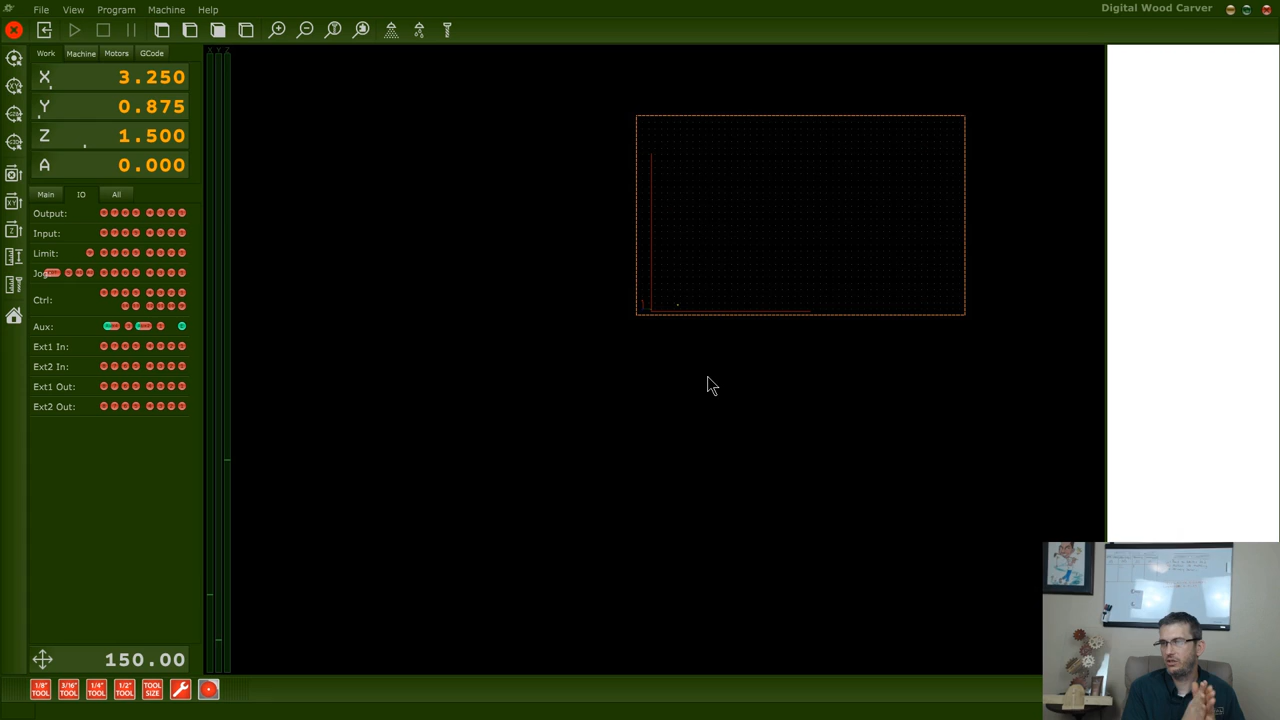 File View Program Machine Help
Digital Wood Carver
Work Machine Motors GCode
X 3.250
Y 0.875
Z 1.500
A 0.000
Main IO All
Output:
Input:
Limit:
Jog:
Ctrl:
Aux:
Ext1 In:
Ext2 In:
Ext1 Out:
Ext2 Out:
150.00
1/8" TOOL
3/16" TOOL
1/4" TOOL
1/2" TOOL
TOOL SIZE